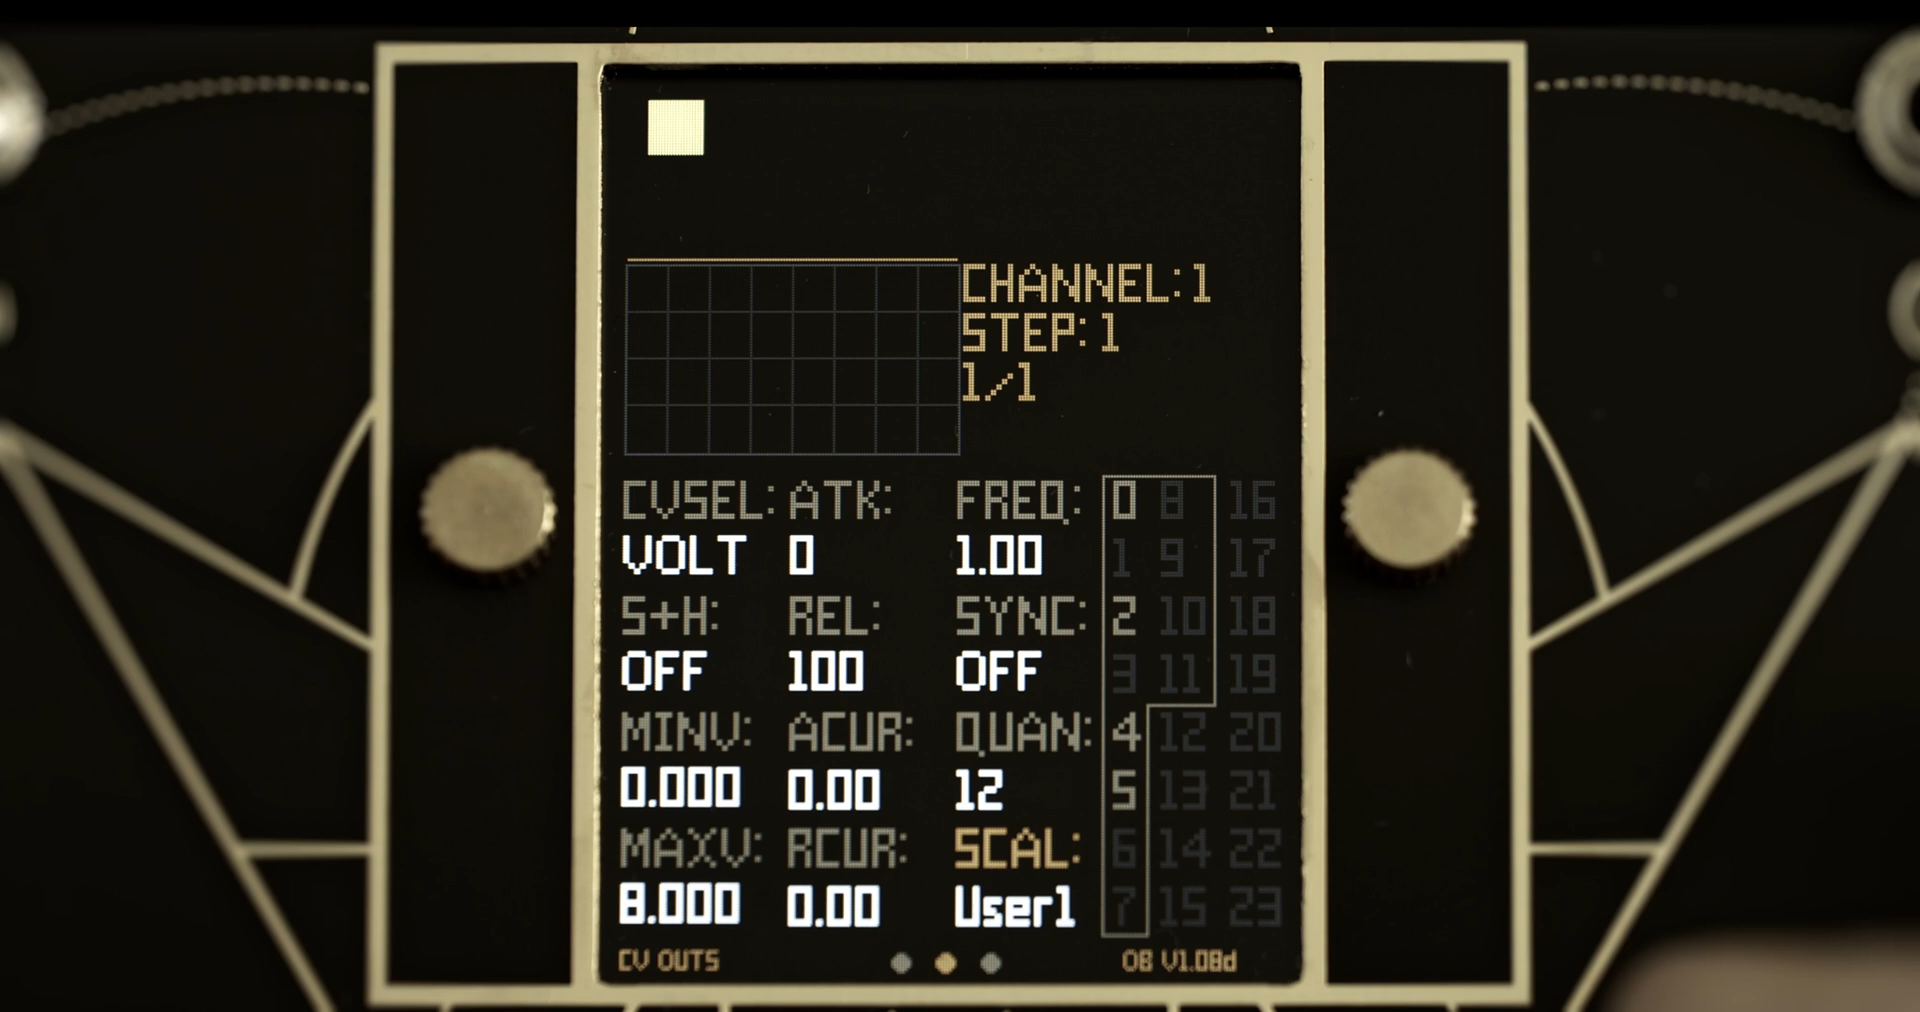 CHANNEL:1
STEP:1
1/1
CVSEL: ATK: FREQ: 0 8 16
VOLT 0 1.00 1 9 17
S+H: REL: SYNC: 2 10 18
OFF 100 OFF 3 11 19
MINV: ACUR: QUAN: 4 12 20
0.000 0.00 12 5 13 21
MAXV: RCUR: SCAL: 6 14 22
8.000 0.00 User1 7 15 23
CV OUTS OB V1.08d